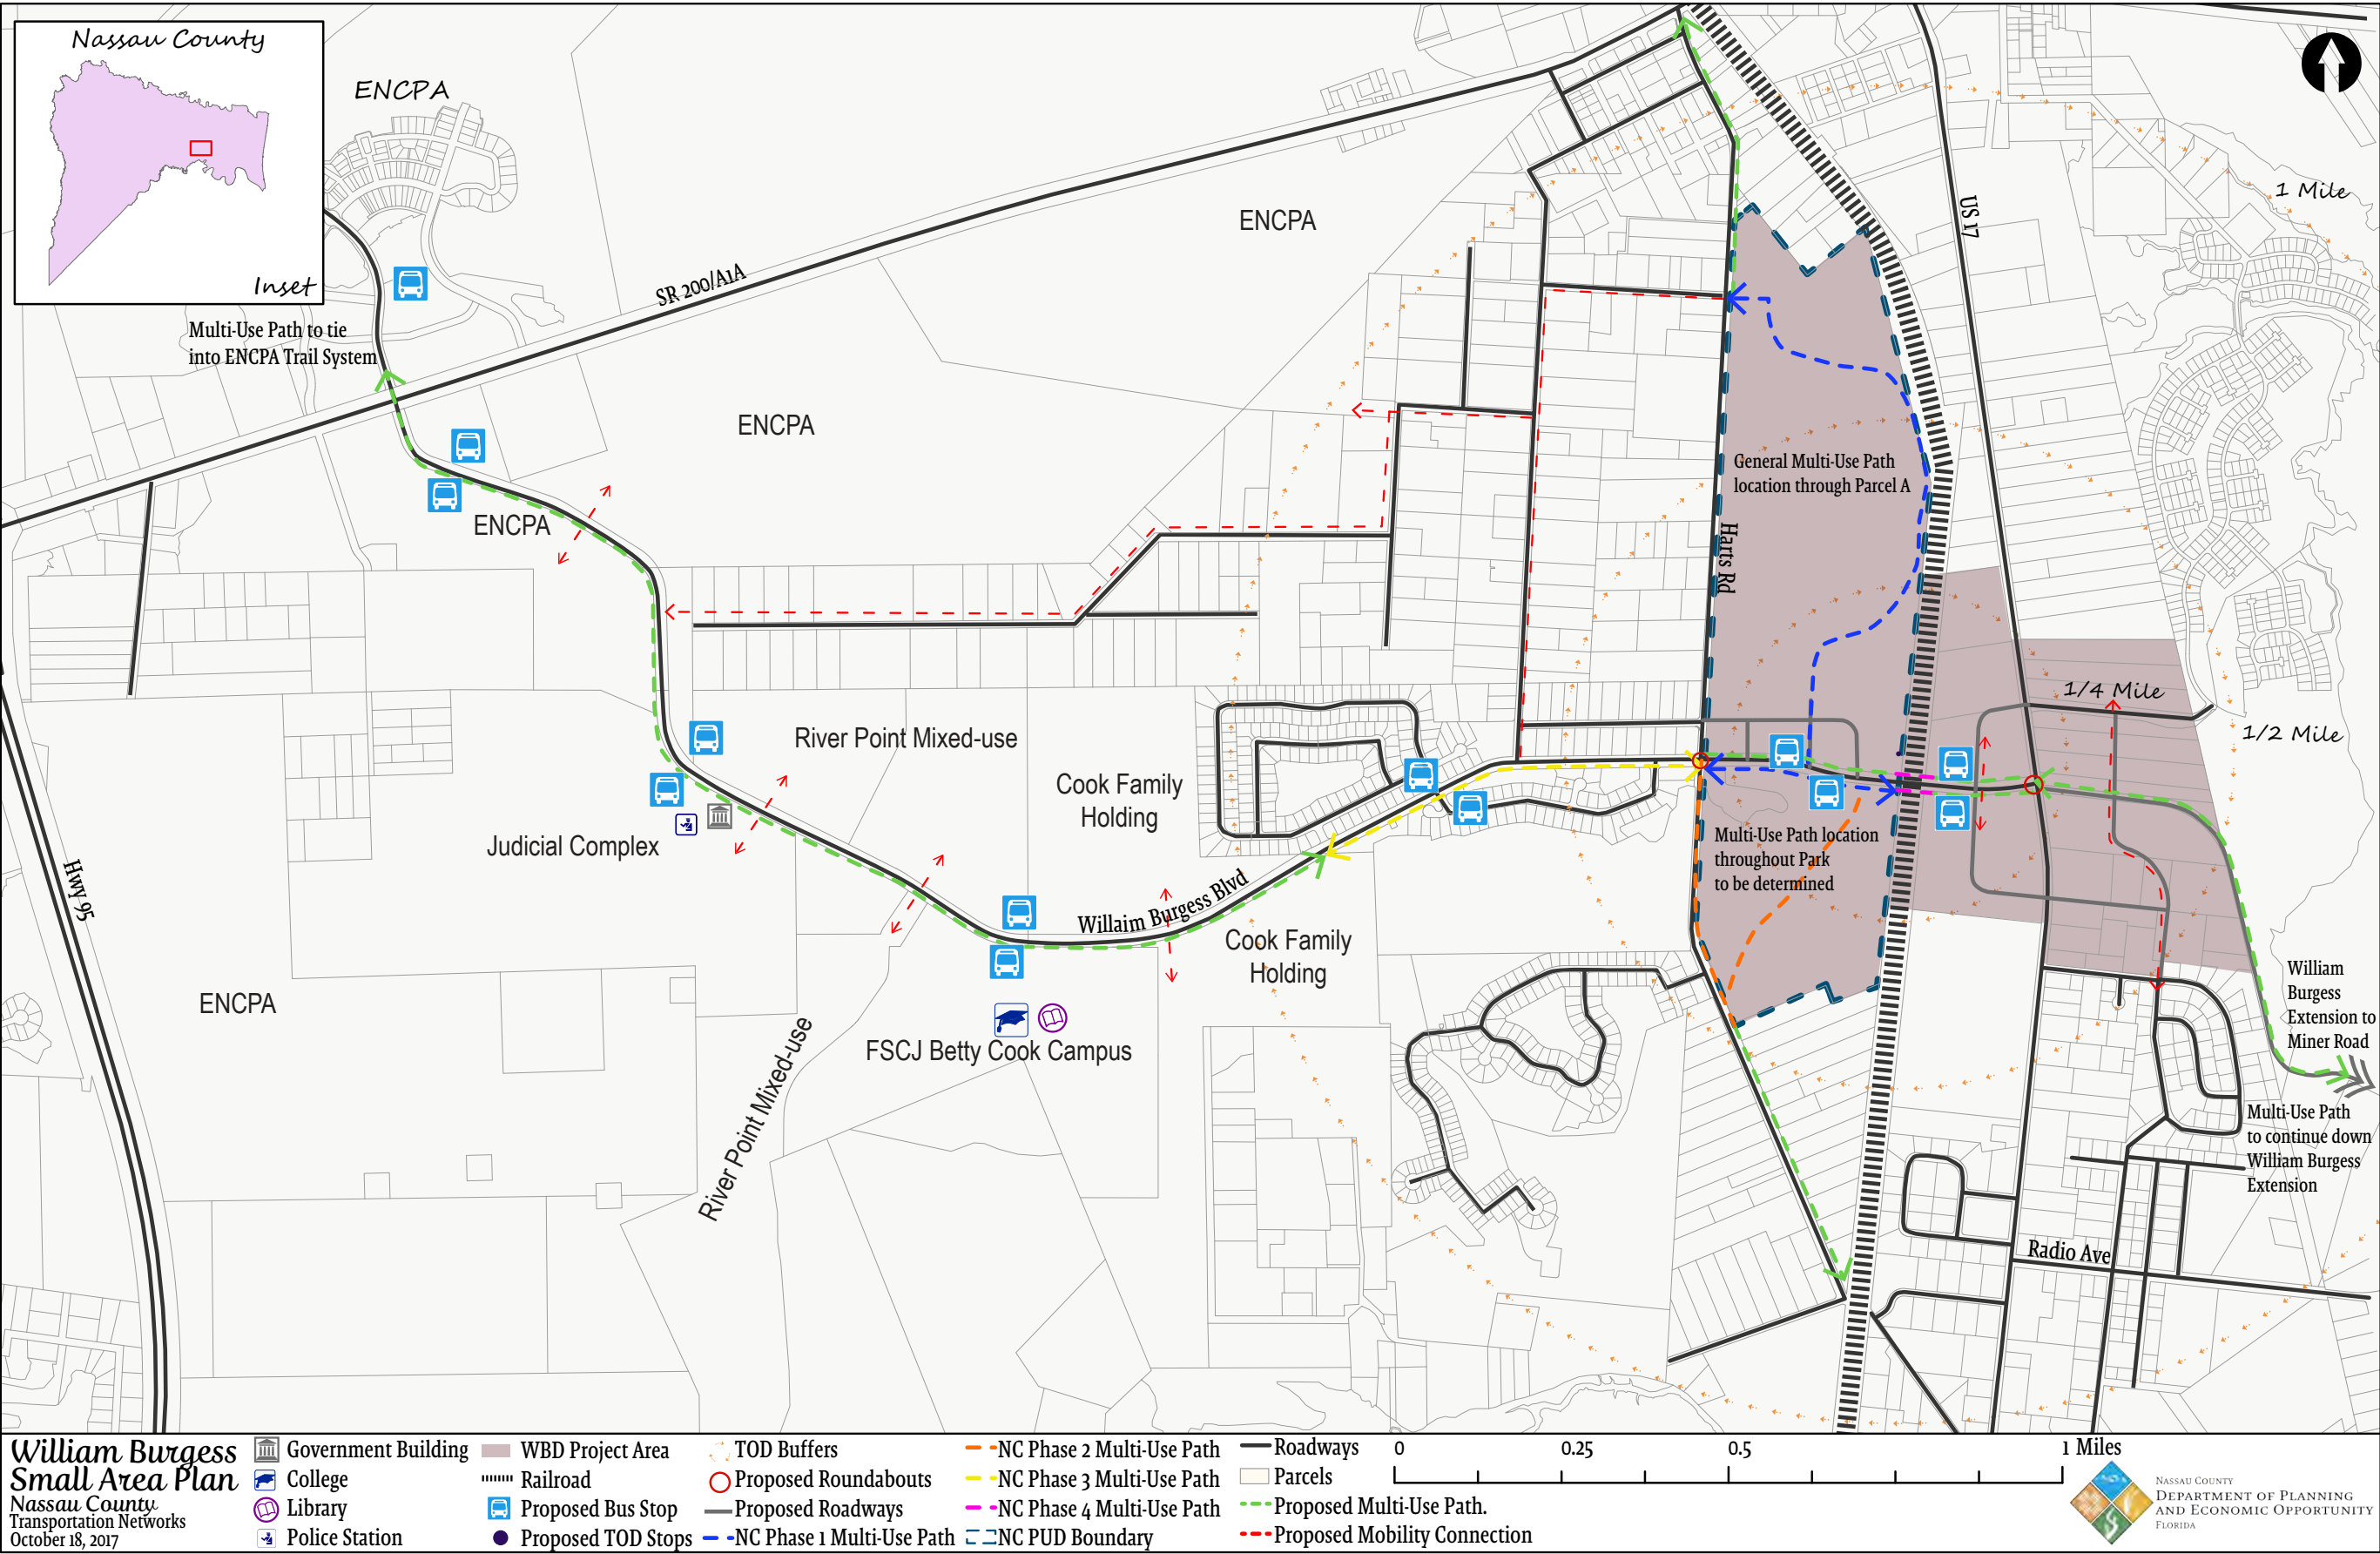 Nassau County
Inset
ENCPA
Multi-Use Path to tie
into ENCPA Trail System
SR 200/A1A
ENCPA
ENCPA
ENCPA
US 17
1 Mile
General Multi-Use Path
location through Parcel A
Harts Rd
1/4 Mile
1/2 Mile
River Point Mixed-use
Cook Family
Holding
Judicial Complex
Hwy 95
Multi-Use Path location
throughout Park
to be determined
Willaim Burgess Blvd
Cook Family
Holding
ENCPA
FSCJ Betty Cook Campus
River Point Mixed-use
William
Burgess
Extension to
Miner Road
Multi-Use Path
to continue down
William Burgess
Extension
Radio Ave
William Burgess
Small Area Plan
Nassau County
Transportation Networks
October 18, 2017
Government Building
College
Library
Police Station
WBD Project Area
Railroad
Proposed Bus Stop
Proposed TOD Stops
TOD Buffers
Proposed Roundabouts
Proposed Roadways
NC Phase 1 Multi-Use Path
NC Phase 2 Multi-Use Path
NC Phase 3 Multi-Use Path
NC Phase 4 Multi-Use Path
NC PUD Boundary
Roadways
Parcels
Proposed Multi-Use Path.
Proposed Mobility Connection
0 0.25 0.5 1 Miles
Nassau County
Department of Planning
and Economic Opportunity
Florida